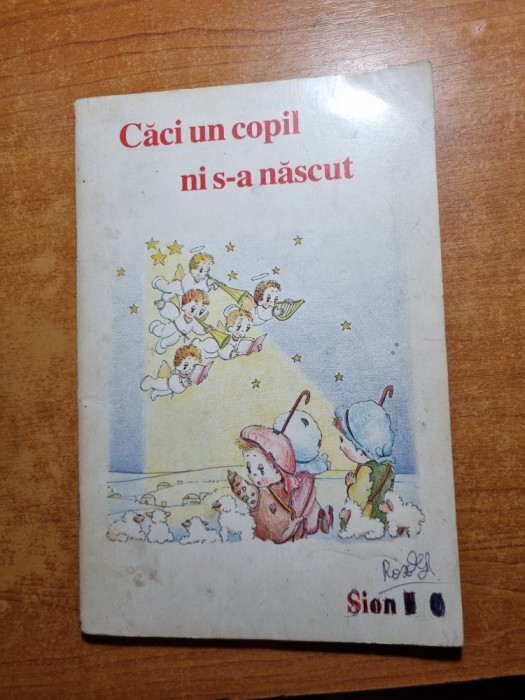 Căci un copil
ni s-a născut
Sion